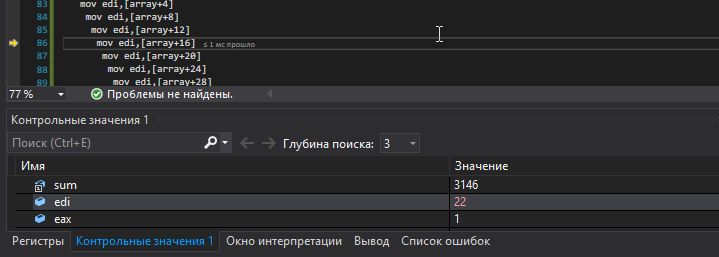 83 mov edi,[array+4]
84 mov edi,[array+8]
85 mov edi,[array+12]
86 mov edi,[array+16] ≤ 1 мс прошло
87 mov edi,[array+20]
88 mov edi,[array+24]
89 mov edi,[array+28]
77 % Проблемы не найдены.
Контрольные значения 1
Поиск (Ctrl+E) Глубина поиска: 3
Имя Значение
sum 3146
edi 22
eax 1
Регистры Контрольные значения 1 Окно интерпретации Вывод Список ошибок